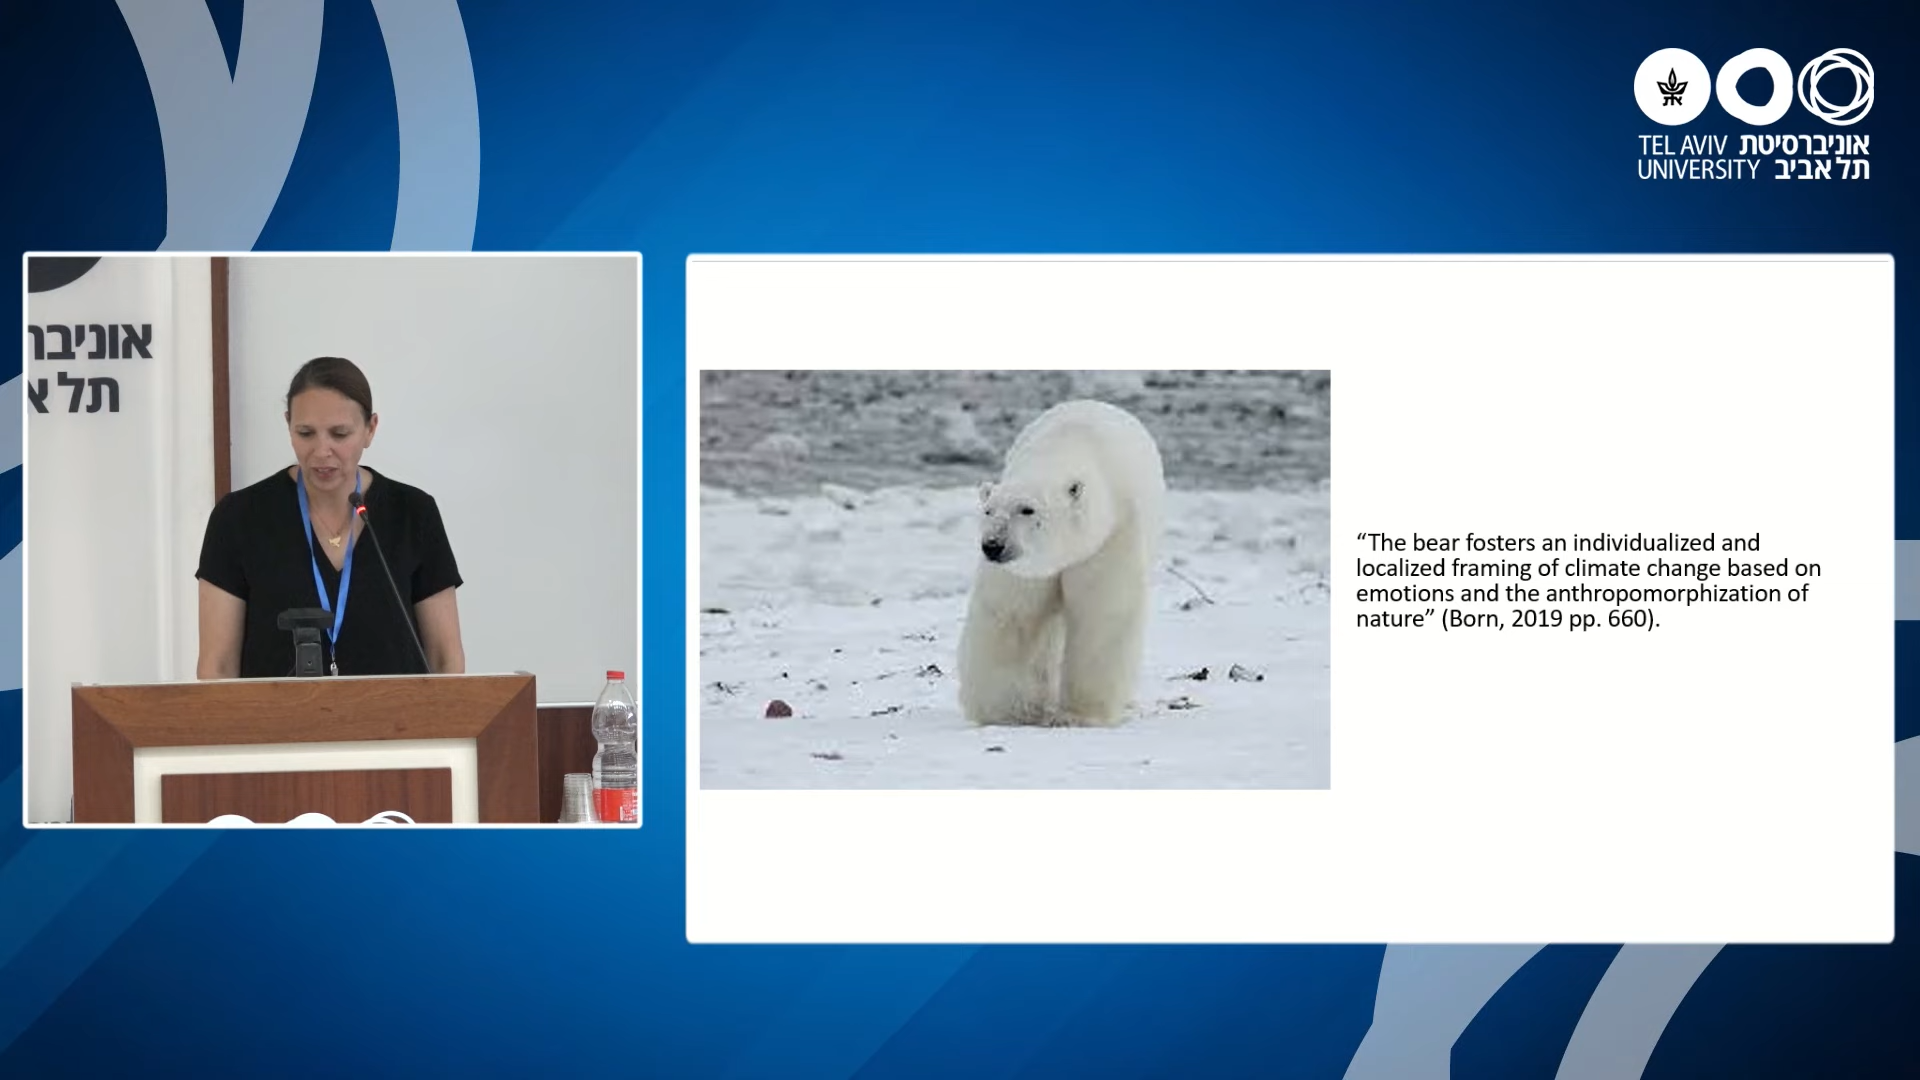 TEL AVIV אוניברסיטת
UNIVERSITY תל אביב
אוניבר
תל א
“The bear fosters an individualized and
localized framing of climate change based on
emotions and the anthropomorphization of
nature” (Born, 2019 pp. 660).